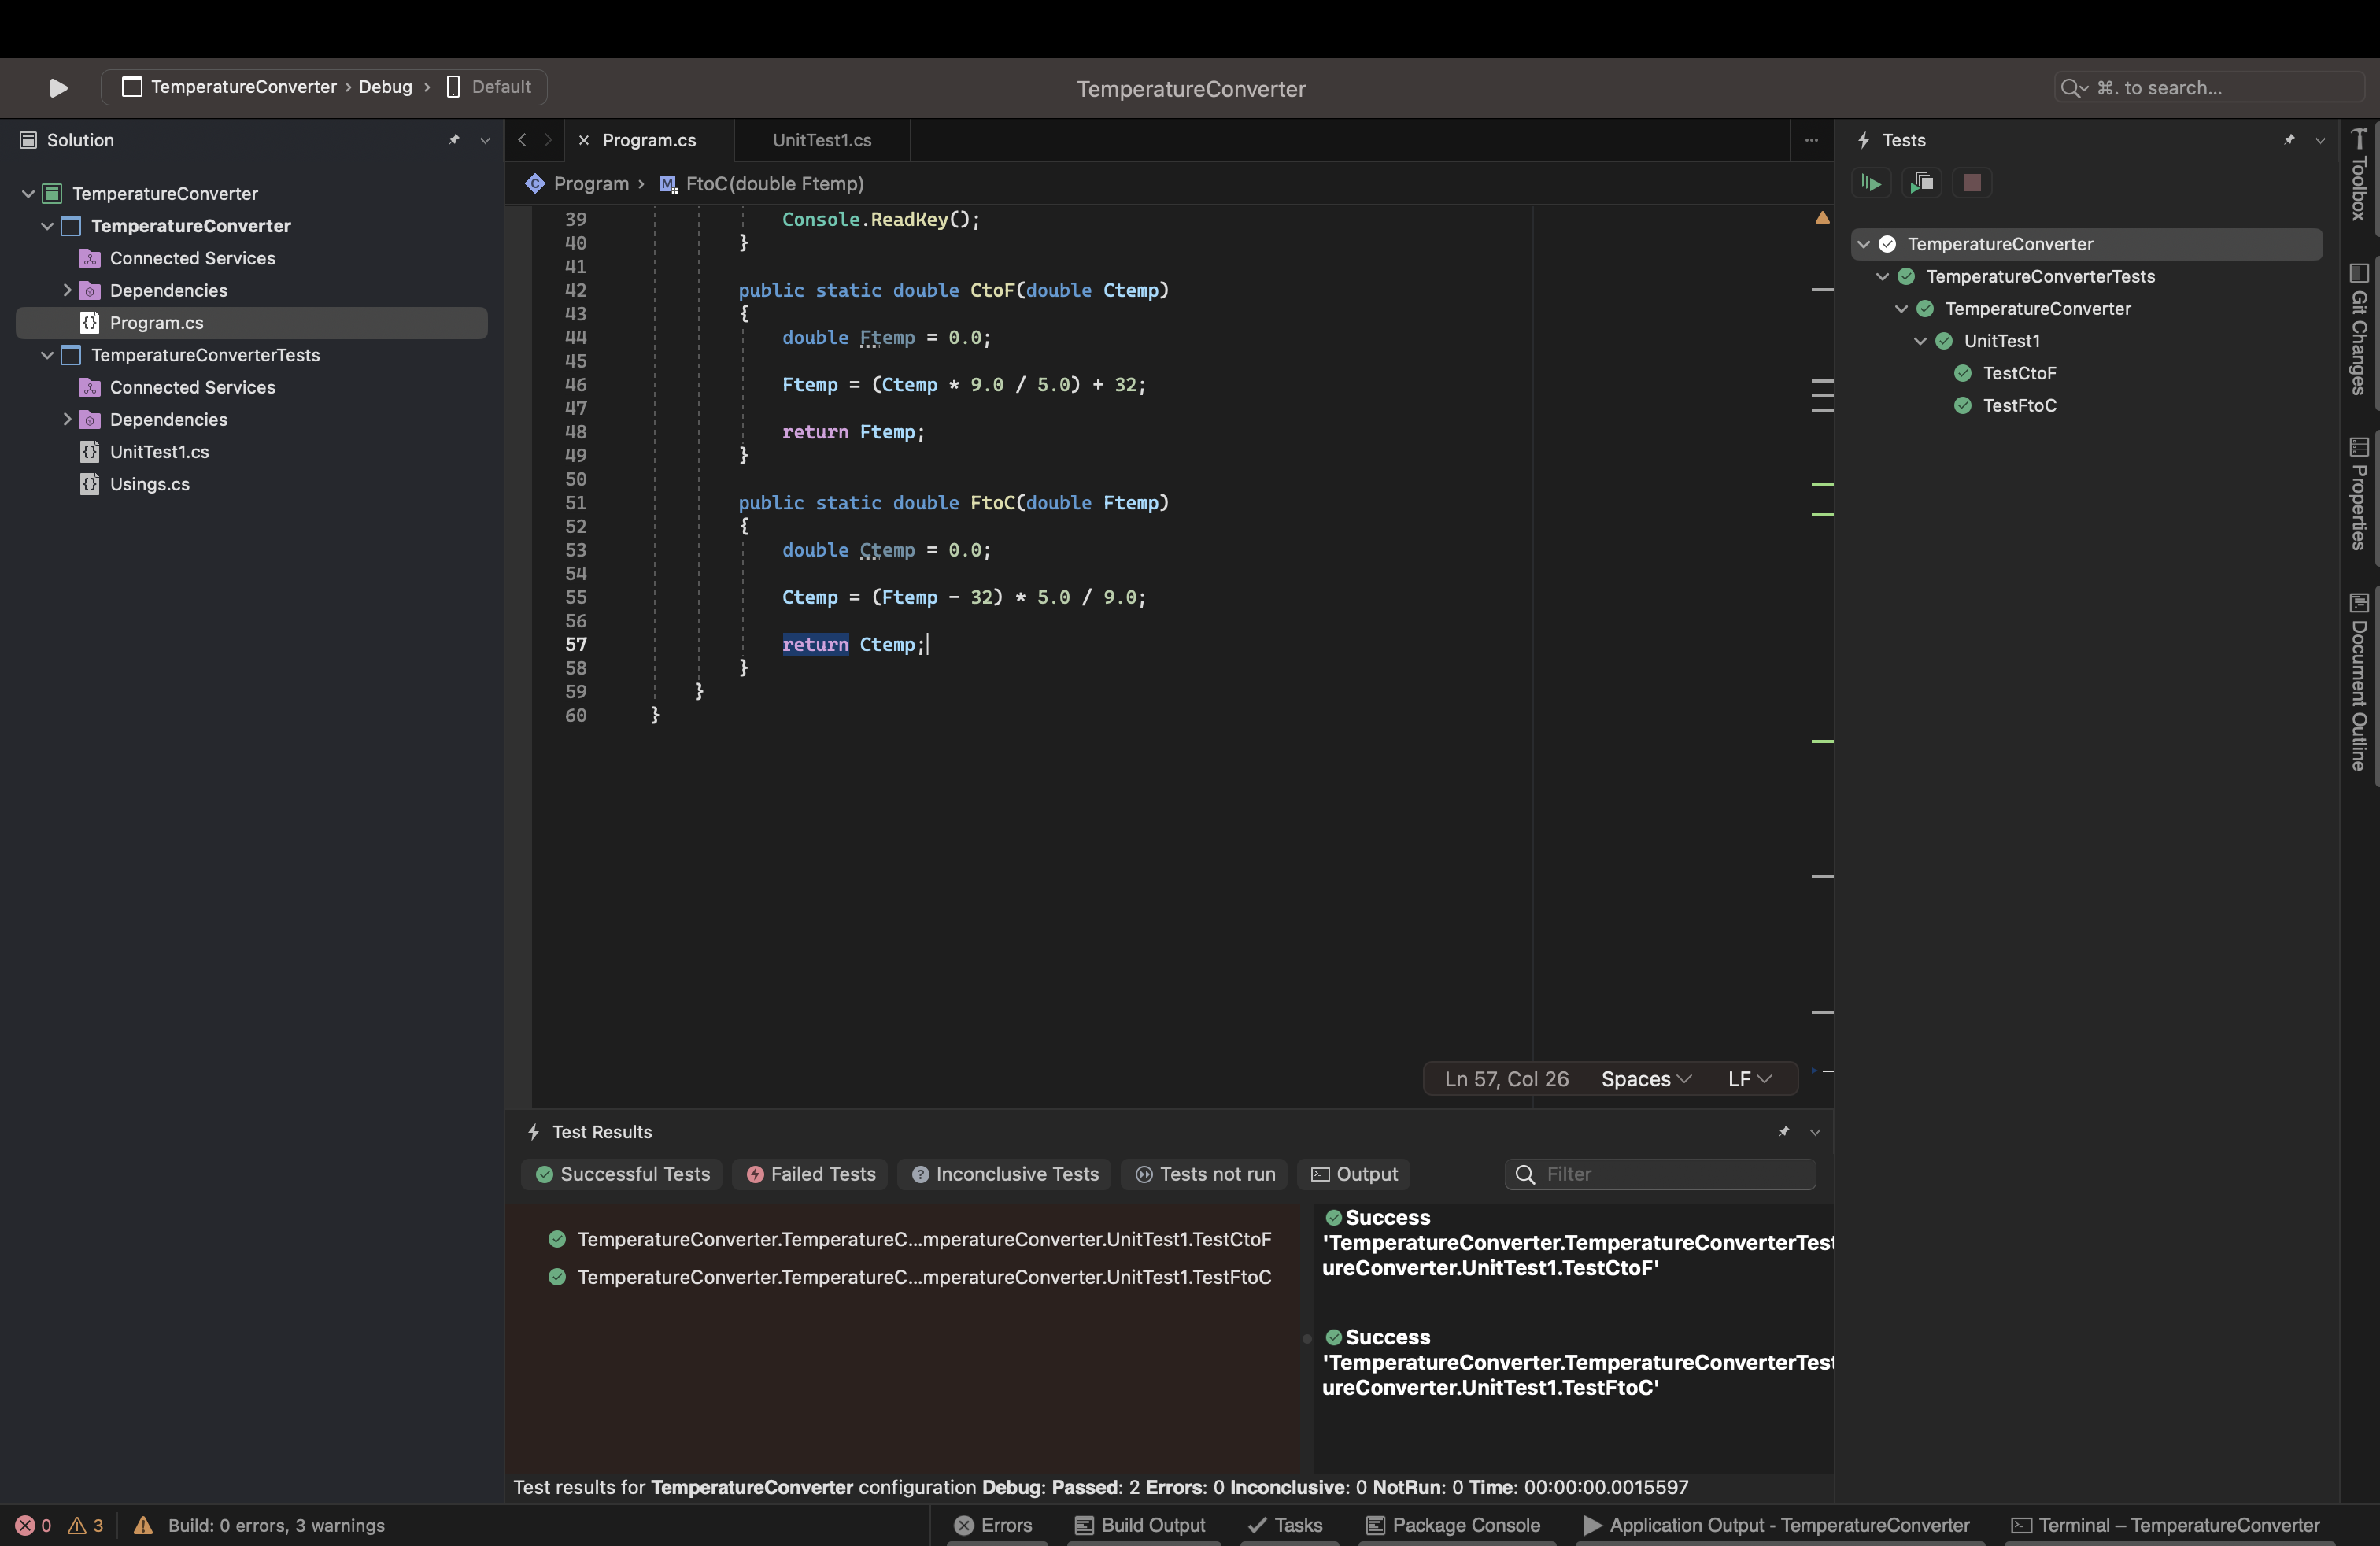 TemperatureConverter › Debug › Default
TemperatureConverter
⌘. to search...
Solution
TemperatureConverter
TemperatureConverter
Connected Services
Dependencies
Program.cs
TemperatureConverterTests
Connected Services
Dependencies
UnitTest1.cs
Usings.cs
Program.cs
UnitTest1.cs
Program › FtoC(double Ftemp)
39 Console.ReadKey();
40 }
41
42 public static double CtoF(double Ctemp)
43 {
44 double Ftemp = 0.0;
45
46 Ftemp = (Ctemp * 9.0 / 5.0) + 32;
47
48 return Ftemp;
49 }
50
51 public static double FtoC(double Ftemp)
52 {
53 double Ctemp = 0.0;
54
55 Ctemp = (Ftemp - 32) * 5.0 / 9.0;
56
57 return Ctemp;
58 }
59 }
60 }
Ln 57, Col 26 Spaces LF
Test Results
Successful Tests Failed Tests Inconclusive Tests Tests not run Output Filter
TemperatureConverter.TemperatureC...mperatureConverter.UnitTest1.TestCtoF
TemperatureConverter.TemperatureC...mperatureConverter.UnitTest1.TestFtoC
Success
'TemperatureConverter.TemperatureConverterTest
ureConverter.UnitTest1.TestCtoF'
Success
'TemperatureConverter.TemperatureConverterTest
ureConverter.UnitTest1.TestFtoC'
Test results for TemperatureConverter configuration Debug: Passed: 2 Errors: 0 Inconclusive: 0 NotRun: 0 Time: 00:00:00.0015597
Tests
TemperatureConverter
TemperatureConverterTests
TemperatureConverter
UnitTest1
TestCtoF
TestFtoC
Toolbox
Git Changes
Properties
Document Outline
0 3 Build: 0 errors, 3 warnings
Errors Build Output Tasks Package Console Application Output - TemperatureConverter Terminal – TemperatureConverter